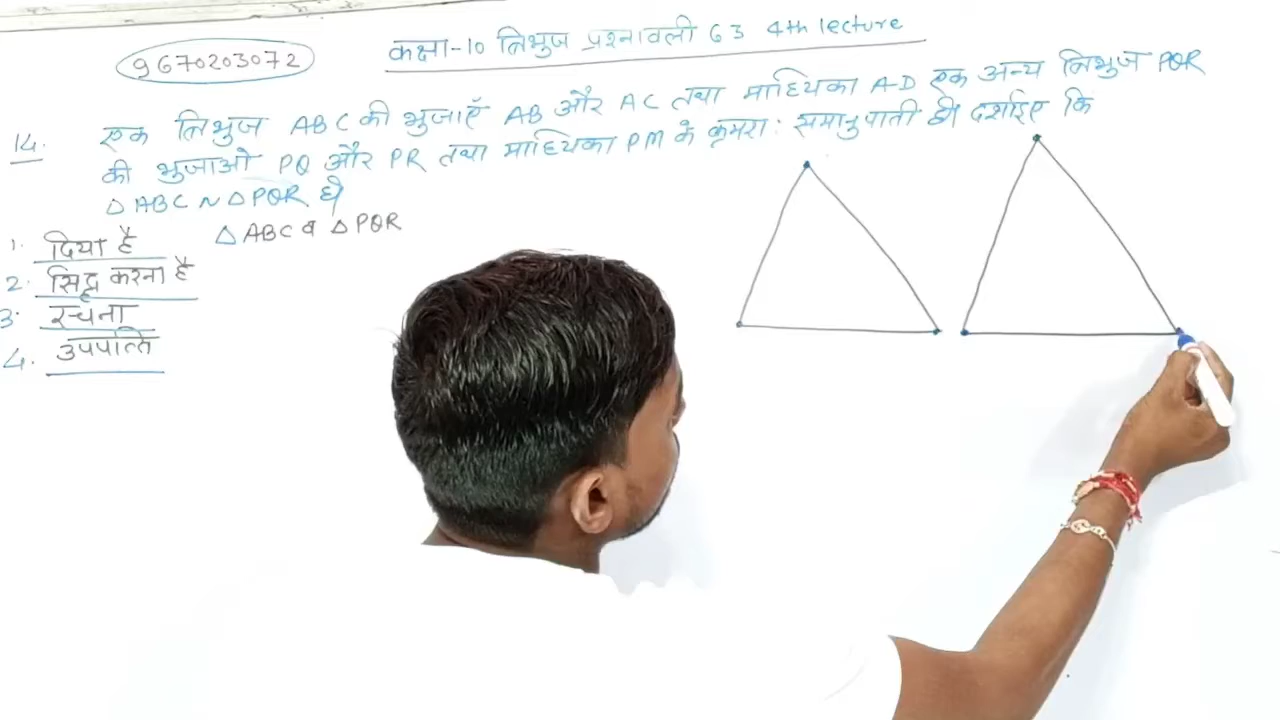 9670203072
कक्षा-10 त्रिभुज प्रश्नावली 6 3 4th lecture
14. एक त्रिभुज ABC की भुजाएँ AB और AC तथा माध्यिका A-D एक अन्य त्रिभुज PQR
की भुजाओ PQ और PR तथा माध्यिका PM के क्रमश: समानुपाती हो दर्शाइए कि
△ABC ~ △PQR है
1. दिया है △ABC व △PQR
2. सिद्ध करना है
3. रचना
4. उपपत्ति